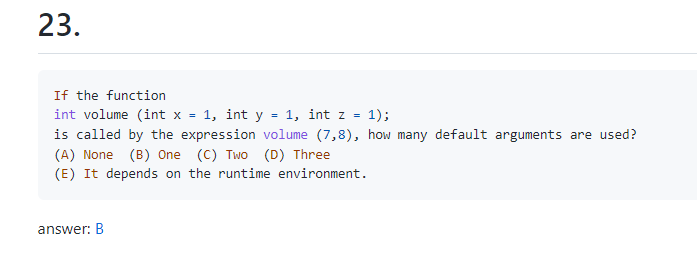 23.
If the function
int volume (int x = 1, int y = 1, int z = 1);
is called by the expression volume (7,8), how many default arguments are used?
(A) None  (B) One  (C) Two  (D) Three
(E) It depends on the runtime environment.
answer: B